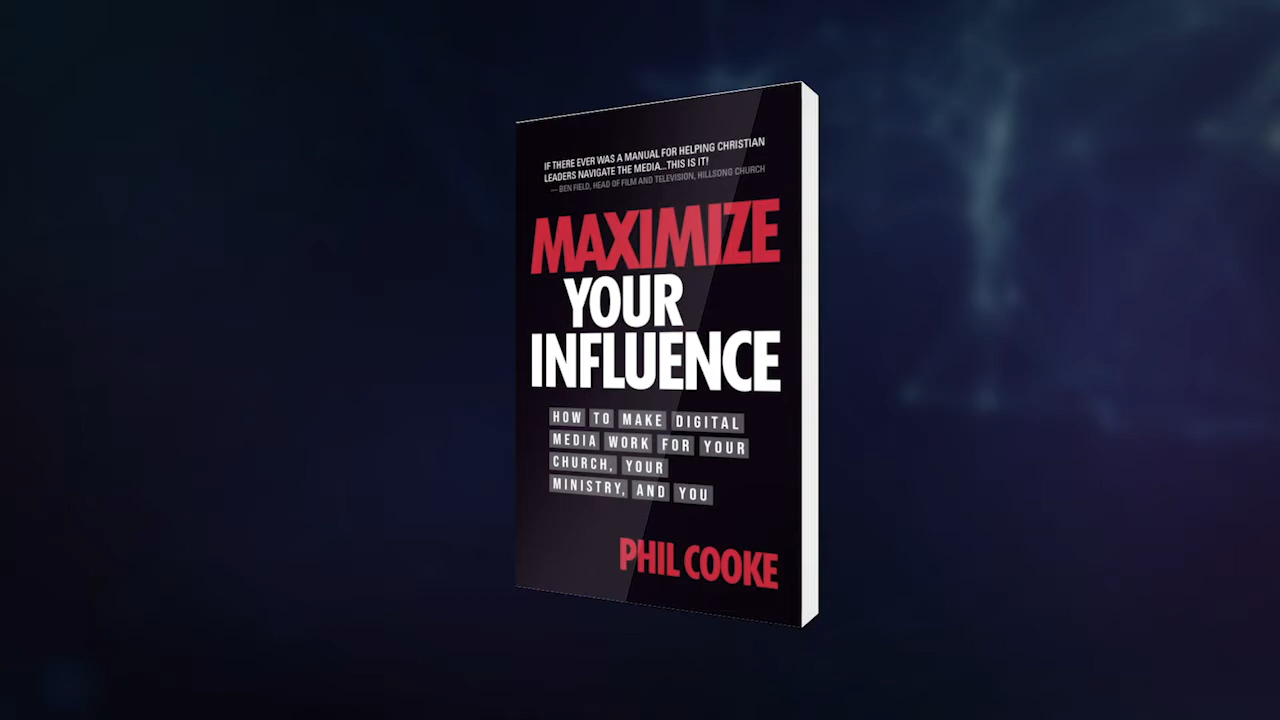 IF THERE EVER WAS A MANUAL FOR HELPING CHRISTIAN
LEADERS NAVIGATE THE MEDIA...THIS IS IT!
— BEN FIELD, HEAD OF FILM AND TELEVISION, HILLSONG CHURCH
MAXIMIZE
YOUR
INFLUENCE
HOW TO MAKE DIGITAL
MEDIA WORK FOR YOUR
CHURCH, YOUR
MINISTRY, AND YOU
PHIL COOKE